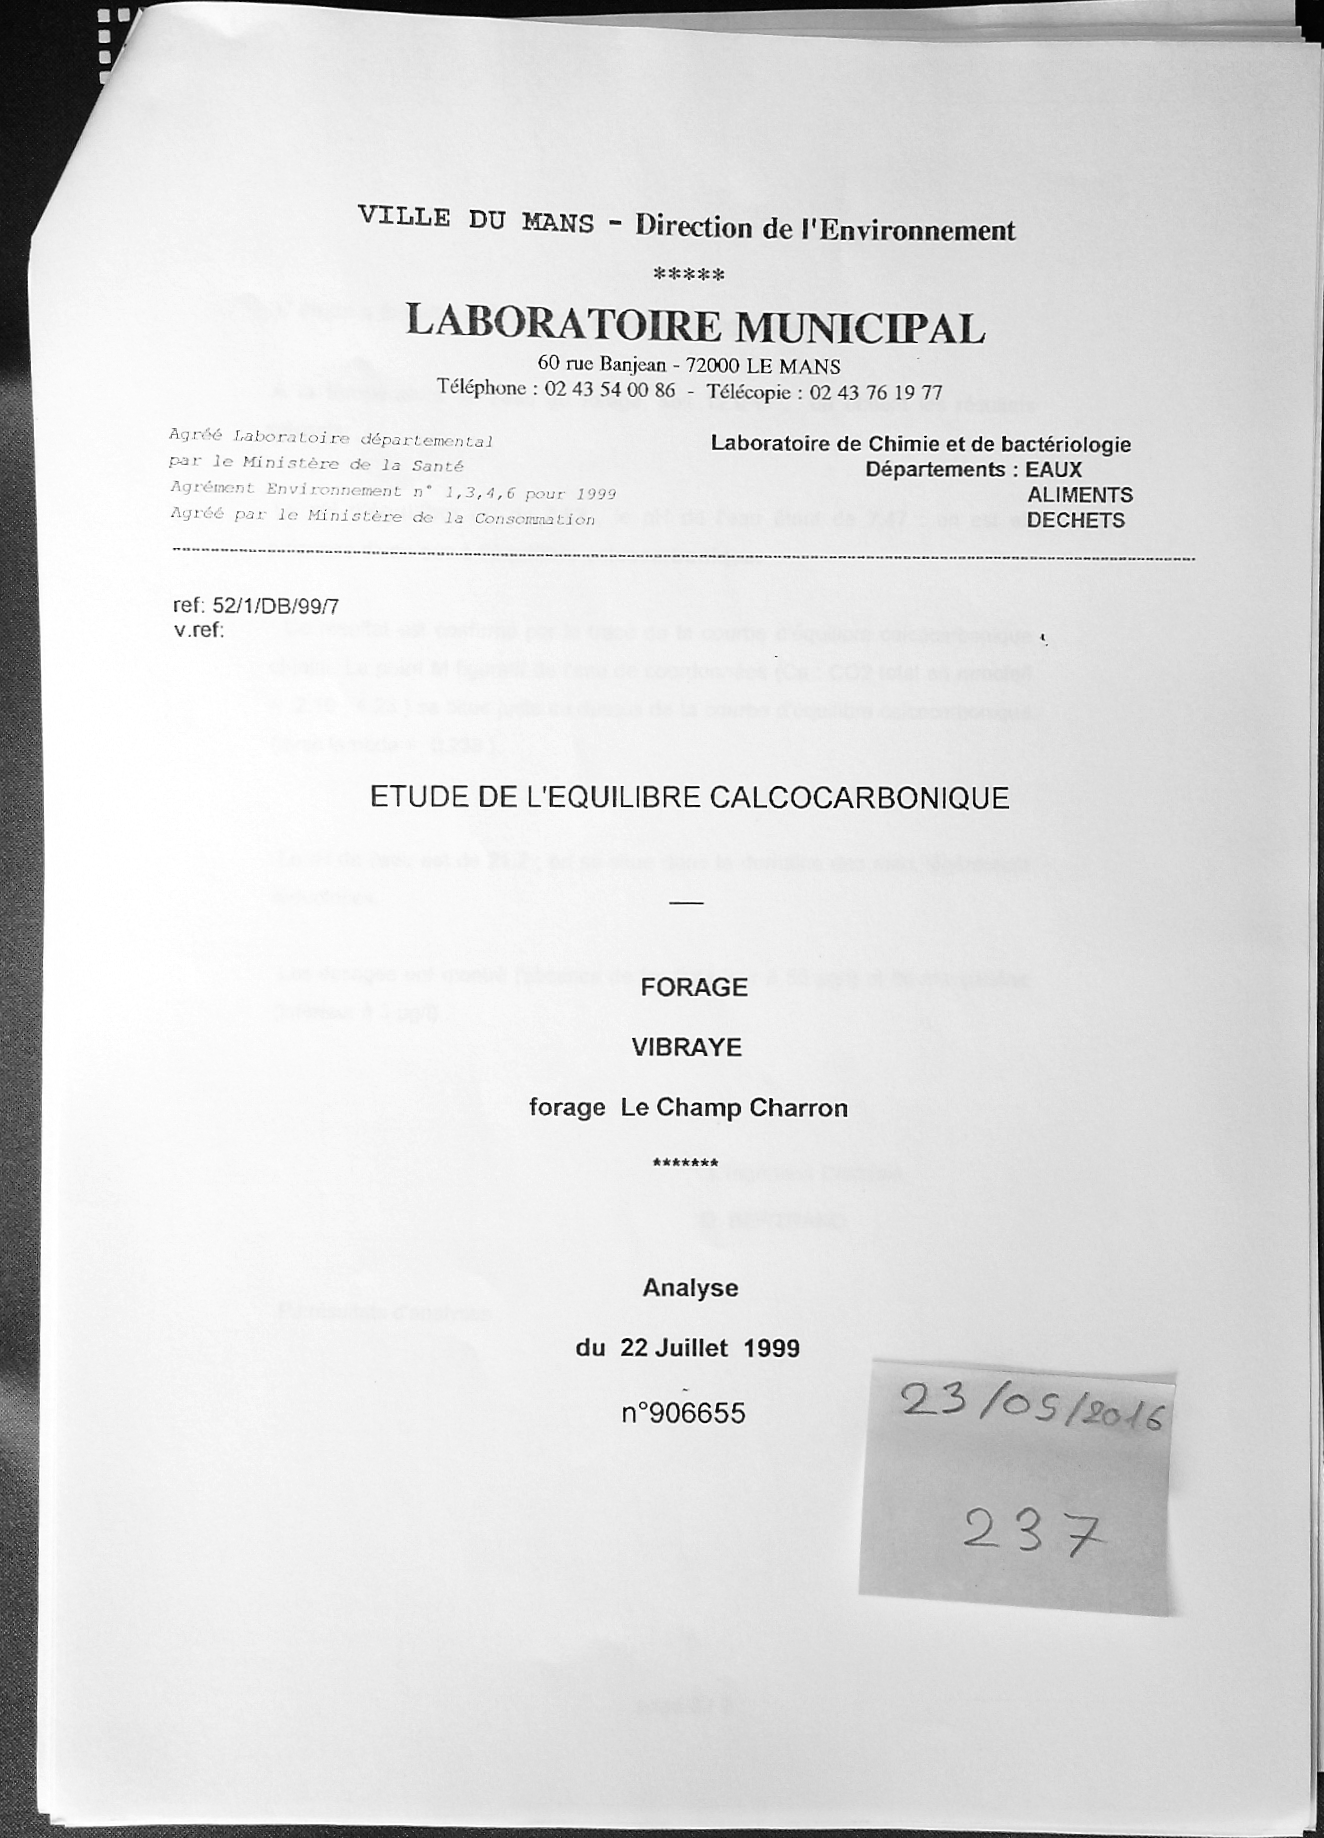 VILLE DU MANS - Direction de l'Environnement
*****
LABORATOIRE MUNICIPAL
60 rue Banjean - 72000 LE MANS
Téléphone : 02 43 54 00 86 - Télécopie : 02 43 76 19 77
Agréé Laboratoire départemental
par le Ministère de la Santé
Agrément Environnement n° 1,3,4,6 pour 1999
Agréé par le Ministère de la Consommation
Laboratoire de Chimie et de bactériologie
Départements : EAUX
ALIMENTS
DECHETS
ref: 52/1/DB/99/7
v.ref:
ETUDE DE L'EQUILIBRE CALCOCARBONIQUE
FORAGE
VIBRAYE
forage Le Champ Charron
*******
Analyse
du 22 Juillet 1999
n°906655
23/05/2016
237